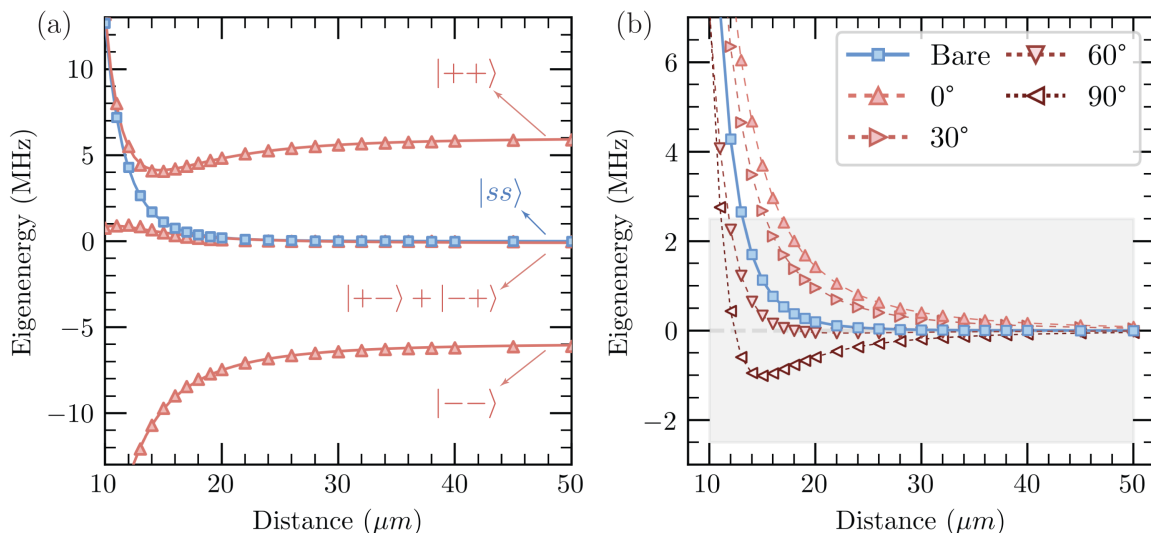 (a)
Eigenenergy (MHz)
10
5
0
−5
−10
|++⟩
|ss⟩
|+−⟩ + |−+⟩
|−−⟩
10
20
30
40
50
Distance (μm)
(b)
Eigenenergy (MHz)
6
4
2
0
−2
Bare
0°
30°
60°
90°
10
20
30
40
50
Distance (μm)